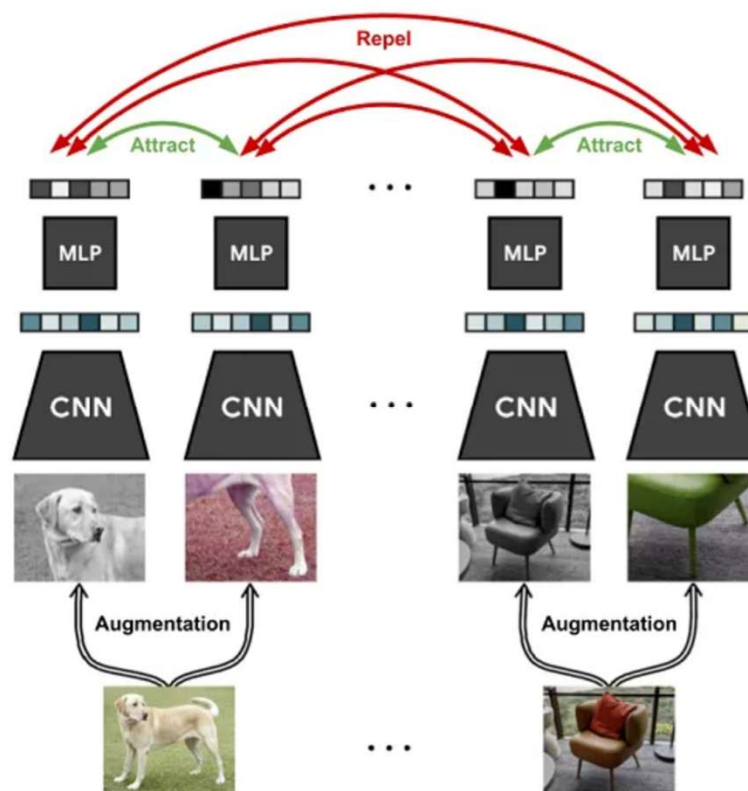 Repel
Attract Attract
. . .
MLP MLP MLP MLP
CNN CNN . . . CNN CNN
Augmentation Augmentation
. . .